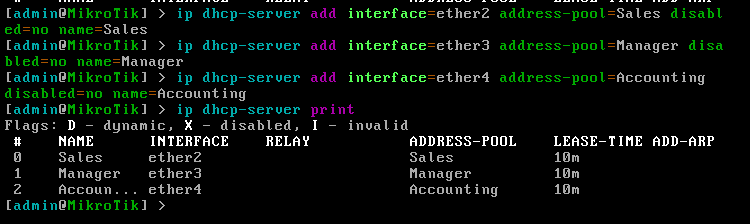 [admin@MikroTik] > ip dhcp-server add interface=ether2 address-pool=Sales disabl
ed=no name=Sales
[admin@MikroTik] > ip dhcp-server add interface=ether3 address-pool=Manager disa
bled=no name=Manager
[admin@MikroTik] > ip dhcp-server add interface=ether4 address-pool=Accounting
disabled=no name=Accounting
[admin@MikroTik] > ip dhcp-server print
Flags: D - dynamic, X - disabled, I - invalid
# NAME INTERFACE RELAY ADDRESS-POOL LEASE-TIME ADD-ARP
0 Sales ether2 Sales 10m
1 Manager ether3 Manager 10m
2 Accoun... ether4 Accounting 10m
[admin@MikroTik] >